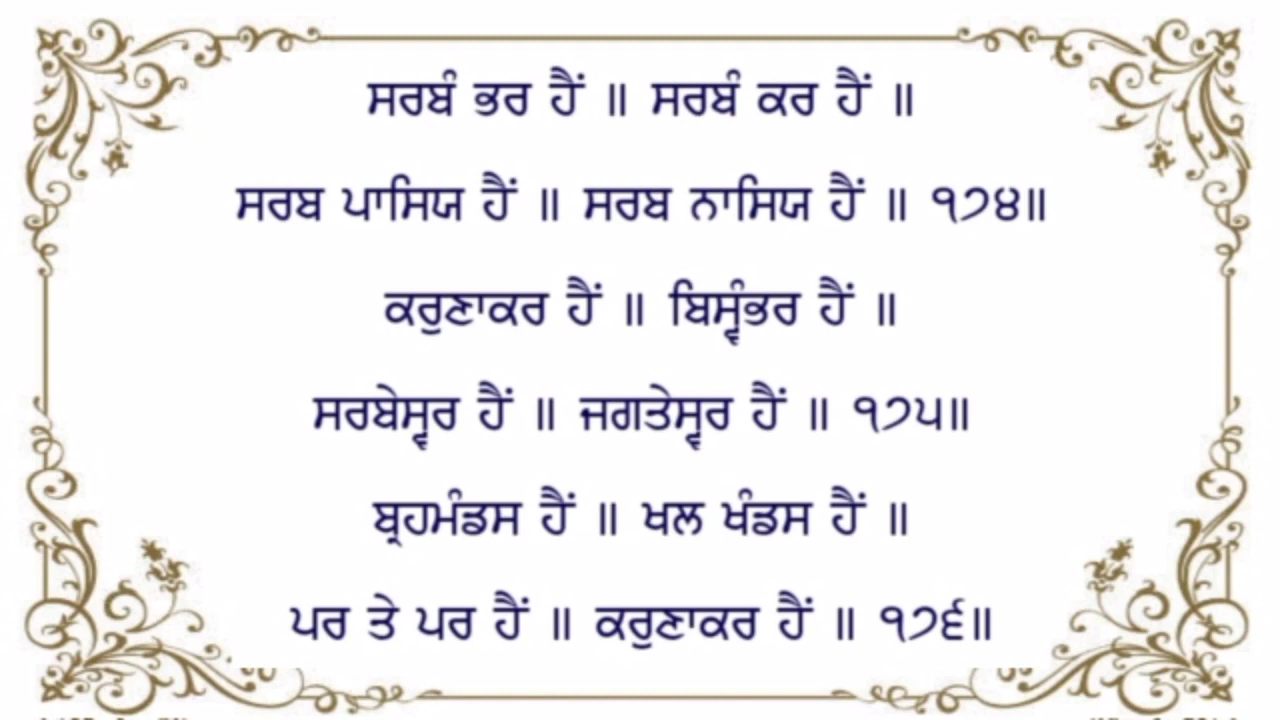 ਸਰਬੰ ਭਰ ਹੈਂ ॥ ਸਰਬੰ ਕਰ ਹੈਂ ॥
ਸਰਬ ਪਾਸਿਯ ਹੈਂ ॥ ਸਰਬ ਨਾਸਿਯ ਹੈਂ ॥ ੧੭੪॥
ਕਰੁਣਾਕਰ ਹੈਂ ॥ ਬਿਸ੍ਵੰਭਰ ਹੈਂ ॥
ਸਰਬੇਸ੍ਵਰ ਹੈਂ ॥ ਜਗਤੇਸ੍ਵਰ ਹੈਂ ॥ ੧੭੫॥
ਬ੍ਰਹਮੰਡਸ ਹੈਂ ॥ ਖਲ ਖੰਡਸ ਹੈਂ ॥
ਪਰ ਤੇ ਪਰ ਹੈਂ ॥ ਕਰੁਣਾਕਰ ਹੈਂ ॥ ੧੭੬॥